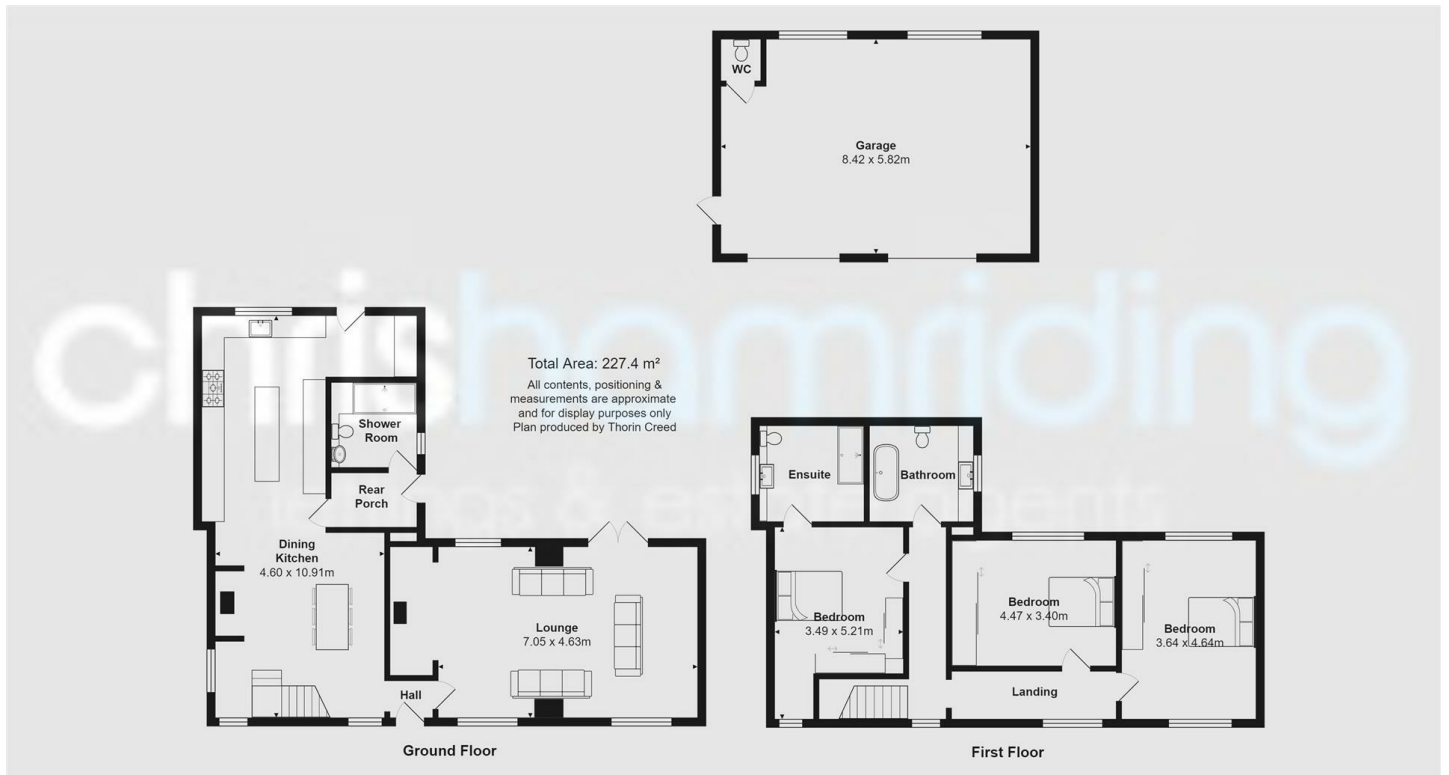 WC
Garage
8.42 x 5.82m
chrishamriding
lettings & estate agents
Total Area: 227.4 m²
All contents, positioning &
measurements are approximate
and for display purposes only
Plan produced by Thorin Creed
Shower
Room
Rear
Porch
Dining
Kitchen
4.60 x 10.91m
Lounge
7.05 x 4.63m
Hall
Ground Floor
Ensuite
Bathroom
Bedroom
3.49 x 5.21m
Bedroom
4.47 x 3.40m
Bedroom
3.64 x 4.64m
Landing
First Floor